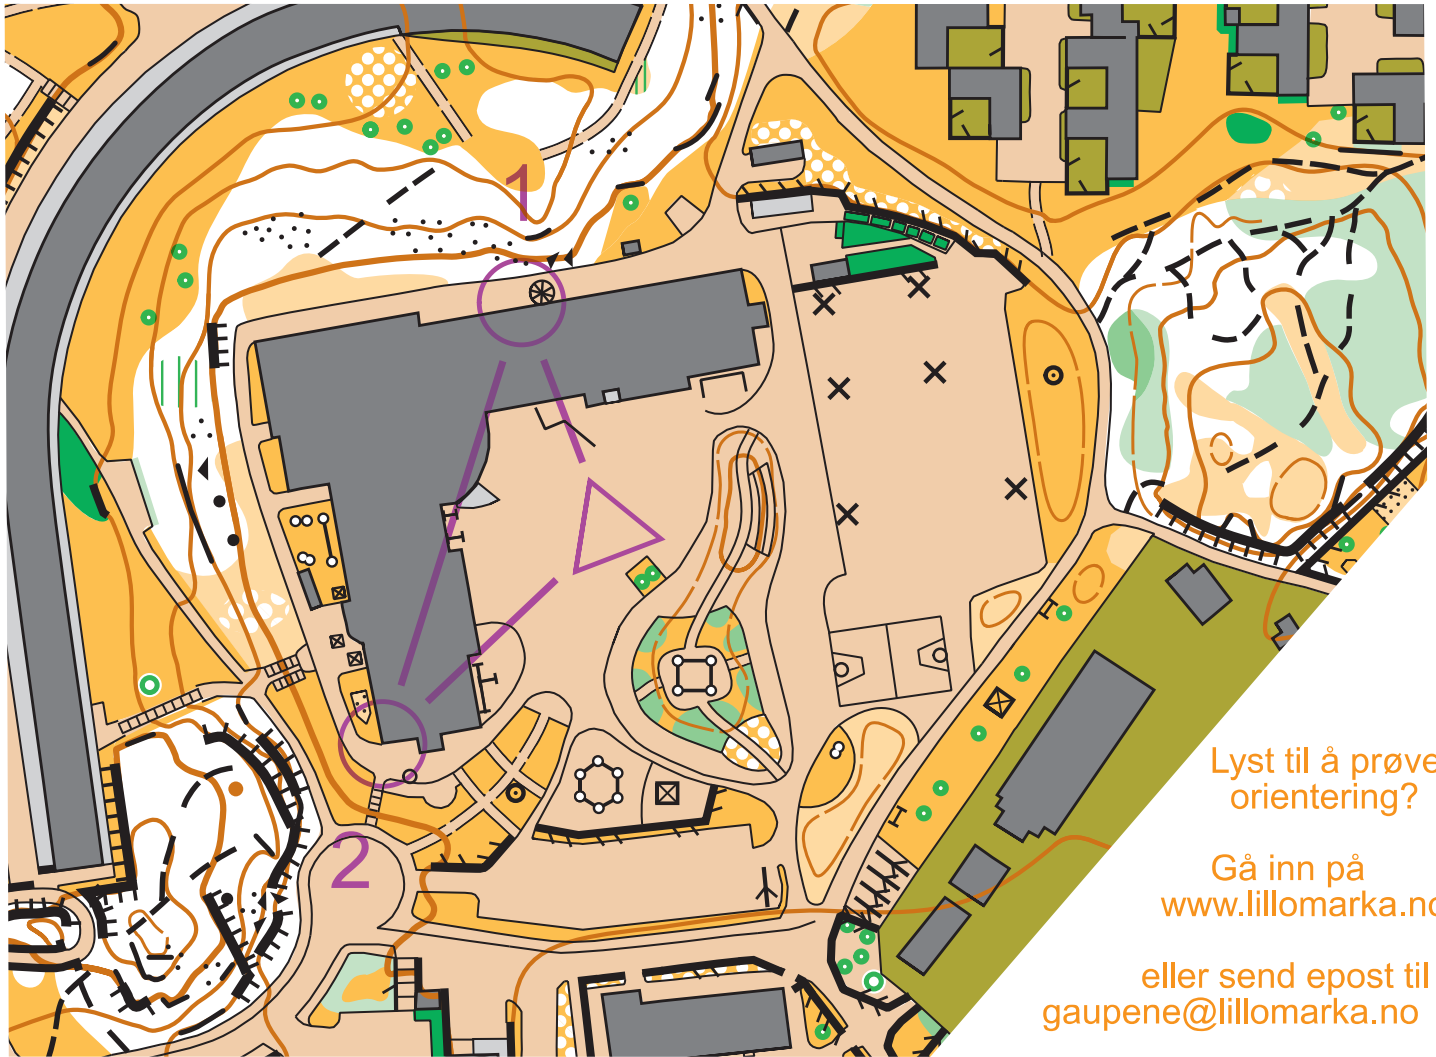 1
2
Lyst til å prøve
orientering?
Gå inn på
www.lillomarka.no
eller send epost til
gaupene@lillomarka.no